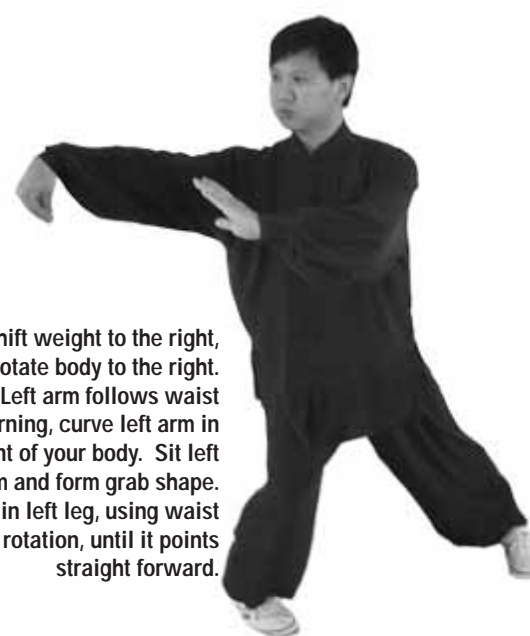 hift weight to the right,
otate body to the right.
Left arm follows waist
rning, curve left arm in
nt of your body. Sit left
m and form grab shape.
in left leg, using waist
rotation, until it points
straight forward.